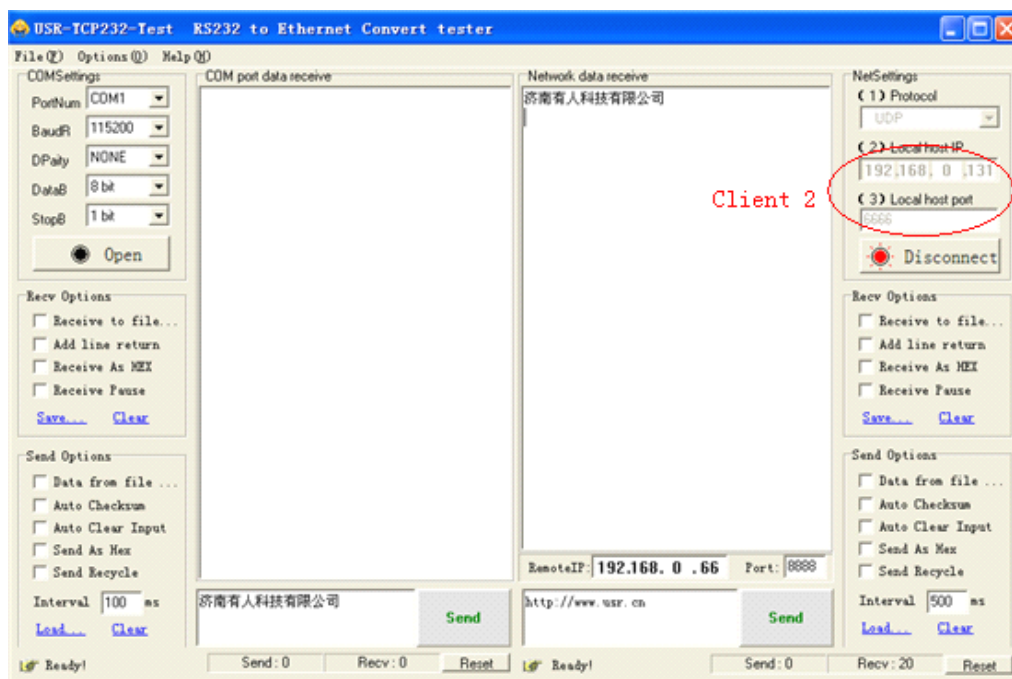 USR-TCP232-Test RS232 to Ethernet Convert tester
File(F) Options(O) Help(H)
COMSettings
PortNum COM1
BaudR 115200
DPaity NONE
DataB 8 bit
StopB 1 bit
Open
Recv Options
Receive to file...
Add line return
Receive As HEX
Receive Pause
Save... Clear
Send Options
Data from file ...
Auto Checksum
Auto Clear Input
Send As Hex
Send Recycle
Interval 100 ms
Load... Clear
Ready!
COM port data receive
济南有人科技有限公司
Send
Send : 0 Recv : 0 Reset
Network data receive
济南有人科技有限公司
Client 2
RemoteIP: 192.168. 0 .66 Port: 8888
http://www.usr.cn
Send
Ready! Send : 0 Recv : 20 Reset
NetSettings
( 1 ) Protocol
UDP
( 2 ) Local host IP
192.168. 0 .131
( 3 ) Local host port
6666
Disconnect
Recv Options
Receive to file...
Add line return
Receive As HEX
Receive Pause
Save... Clear
Send Options
Data from file ...
Auto Checksum
Auto Clear Input
Send As Hex
Send Recycle
Interval 500 ms
Load... Clear